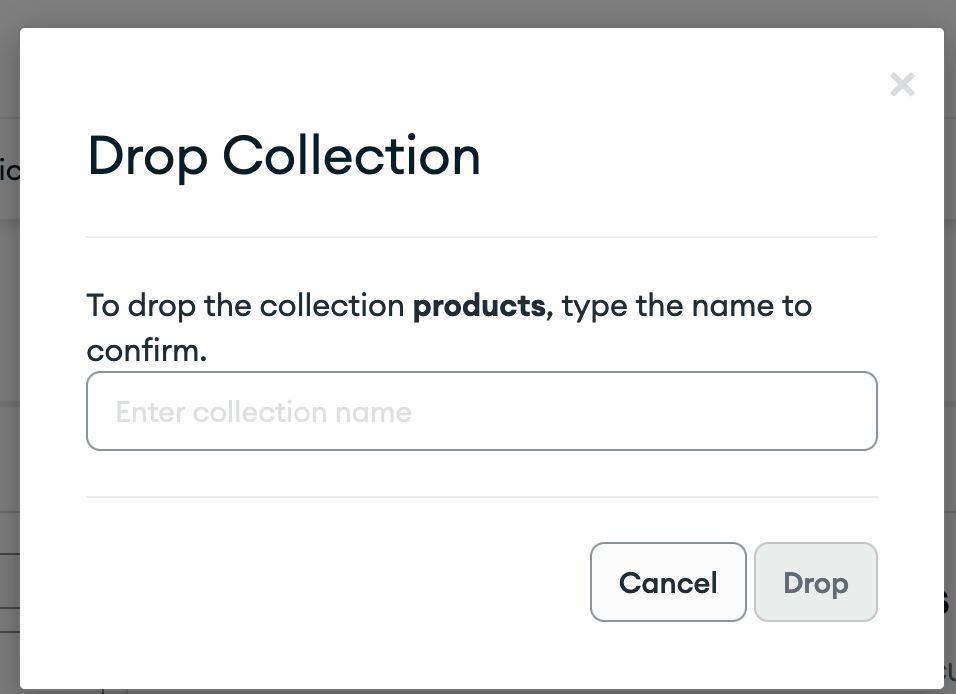 Drop Collection
To drop the collection products, type the name to
confirm.
Enter collection name
Cancel
Drop